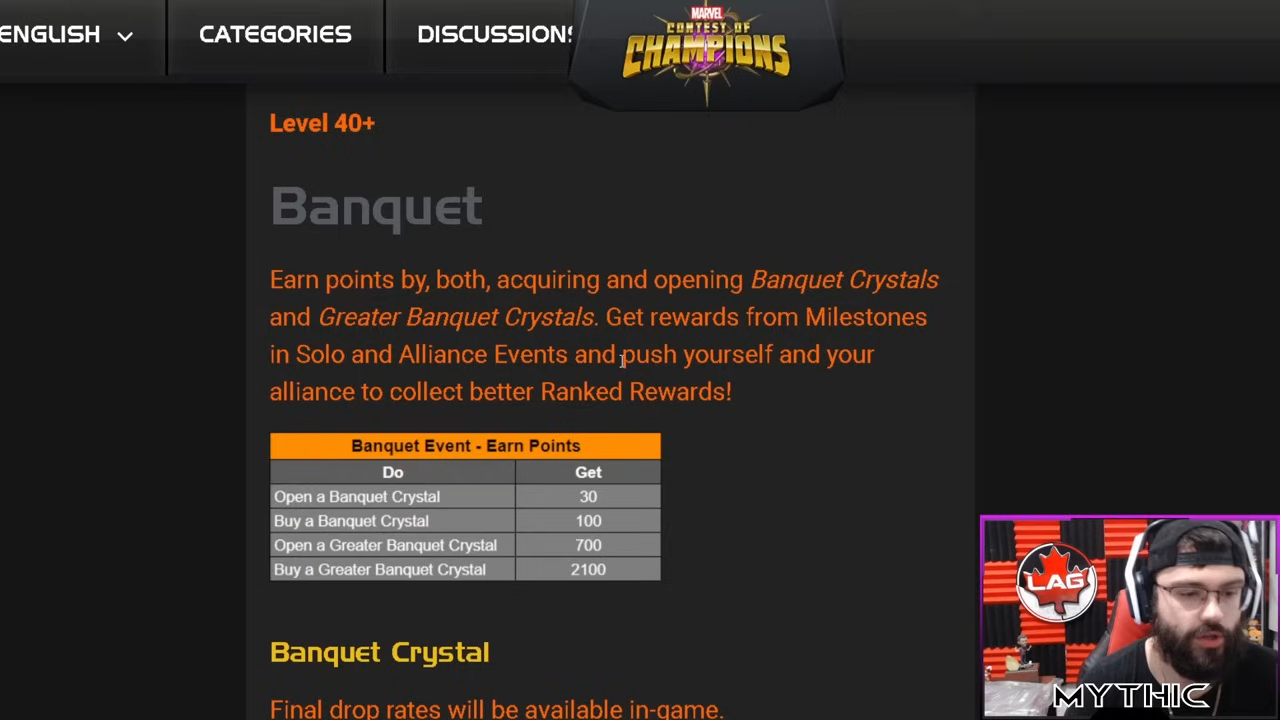 ENGLISH
CATEGORIES
DISCUSSIONS
MARVEL
CONTEST OF
CHAMPIONS
Level 40+
Banquet
Earn points by, both, acquiring and opening Banquet Crystals
and Greater Banquet Crystals. Get rewards from Milestones
in Solo and Alliance Events and push yourself and your
alliance to collect better Ranked Rewards!
Banquet Event - Earn Points
Do Get
Open a Banquet Crystal 30
Buy a Banquet Crystal 100
Open a Greater Banquet Crystal 700
Buy a Greater Banquet Crystal 2100
Banquet Crystal
Final drop rates will be available in-game.
LAG
MYTHIC